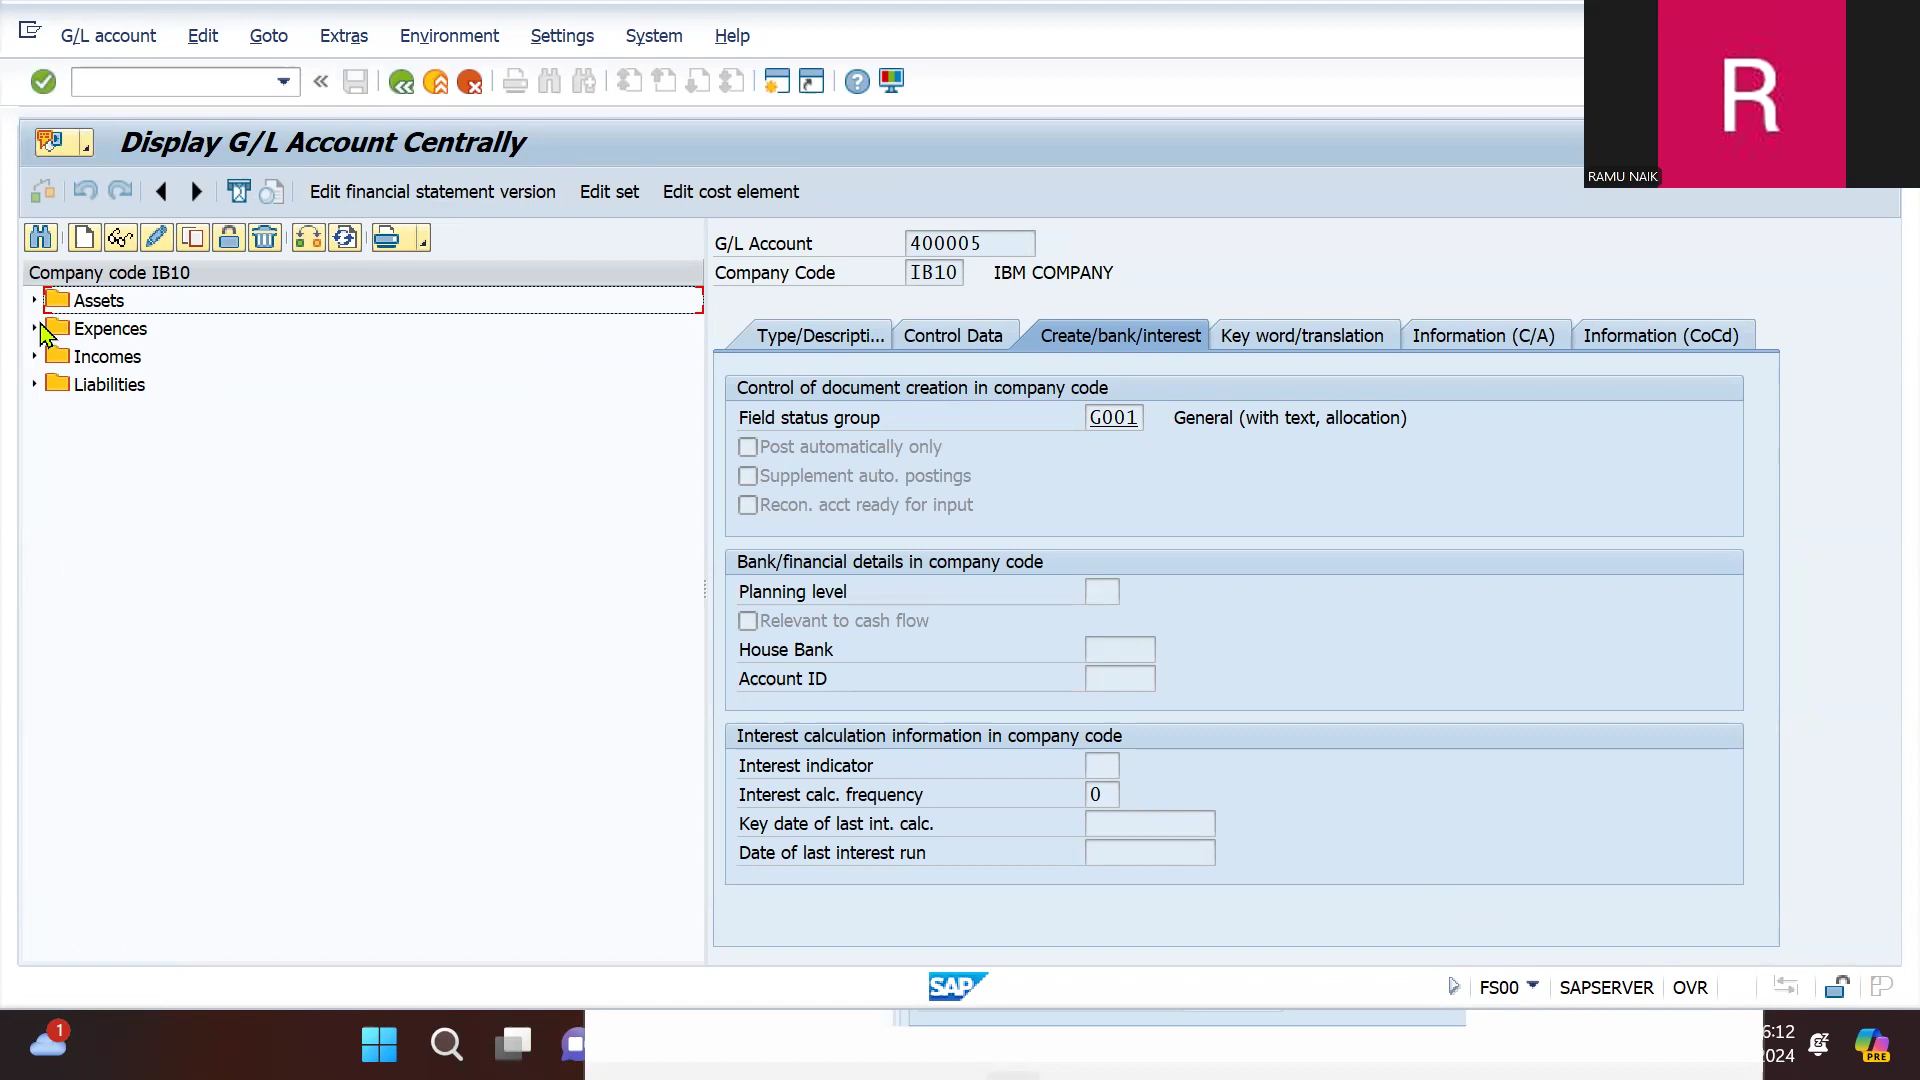 G/L account Edit Goto Extras Environment Settings System Help
R
RAMU NAIK
Display G/L Account Centrally
Edit financial statement version Edit set Edit cost element
Company code IB10
Assets
Expences
Incomes
Liabilities
G/L Account 400005
Company Code IB10 IBM COMPANY
Type/Descripti... Control Data Create/bank/interest Key word/translation Information (C/A) Information (CoCd)
Control of document creation in company code
Field status group G001 General (with text, allocation)
Post automatically only
Supplement auto. postings
Recon. acct ready for input
Bank/financial details in company code
Planning level
Relevant to cash flow
House Bank
Account ID
Interest calculation information in company code
Interest indicator
Interest calc. frequency 0
Key date of last int. calc.
Date of last interest run
SAP FS00 SAPSERVER OVR
1
6:12
2024
PRE